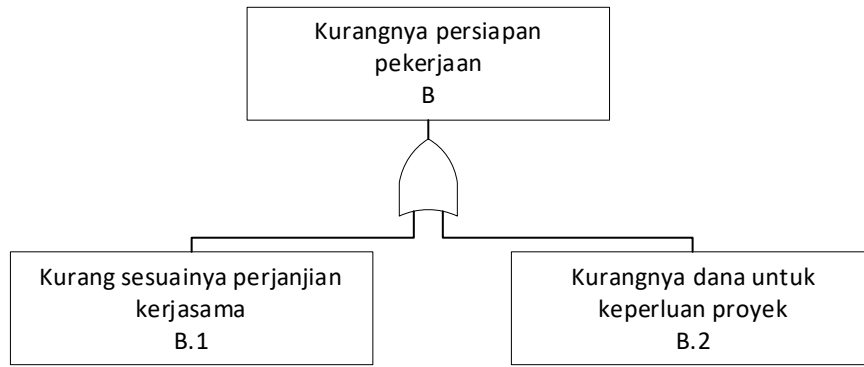 Kurangnya persiapan
pekerjaan
B
Kurang sesuainya perjanjian
kerjasama
B.1
Kurangnya dana untuk
keperluan proyek
B.2